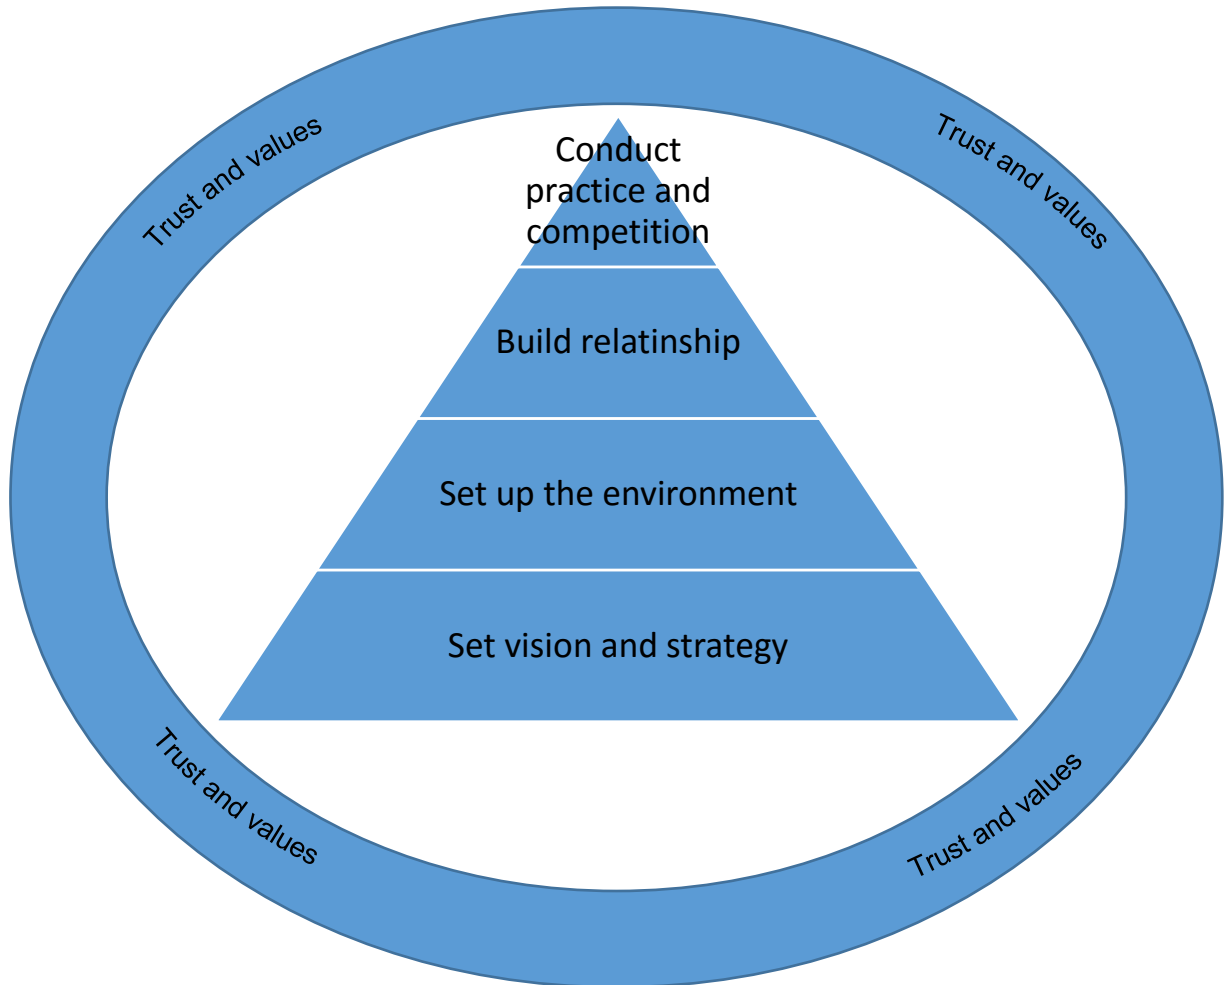 Trust and values
Trust and values
Conduct
practice and
competition
Build relatinship
Set up the environment
Set vision and strategy
Trust and values
Trust and values